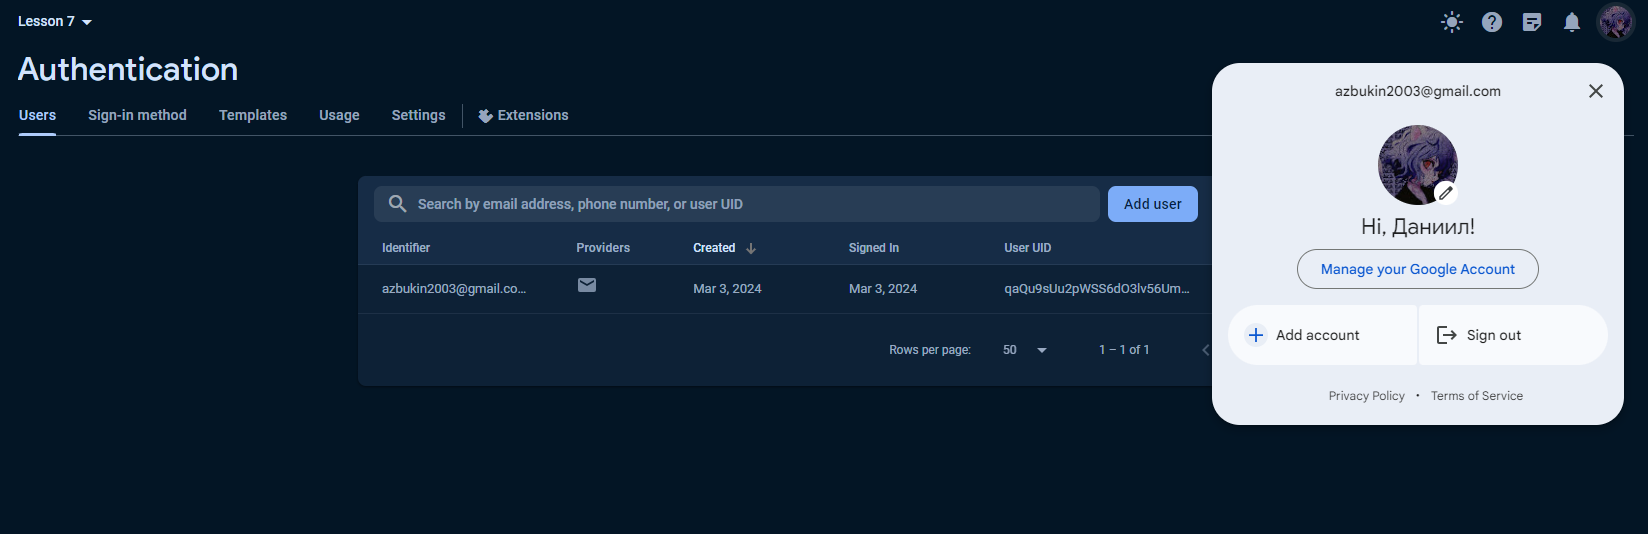 Lesson 7
Authentication
Users Sign-in method Templates Usage Settings Extensions
Search by email address, phone number, or user UID Add user
Identifier Providers Created Signed In User UID
azbukin2003@gmail.co... Mar 3, 2024 Mar 3, 2024 qaQu9sUu2pWSS6dO3lv56Um...
Rows per page: 50 1 – 1 of 1
azbukin2003@gmail.com
Hi, Даниил!
Manage your Google Account
Add account Sign out
Privacy Policy • Terms of Service